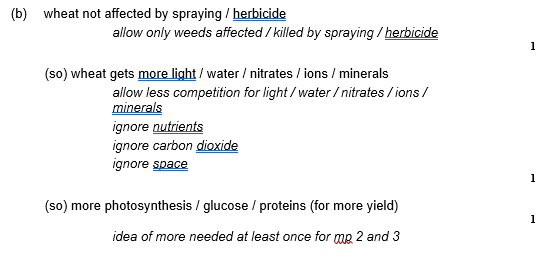 (b) wheat not affected by spraying / herbicide
allow only weeds affected / killed by spraying / herbicide
1
(so) wheat gets more light / water / nitrates / ions / minerals
allow less competition for light / water / nitrates / ions /
minerals
ignore nutrients
ignore carbon dioxide
ignore space
1
(so) more photosynthesis / glucose / proteins (for more yield)
1
idea of more needed at least once for mp 2 and 3